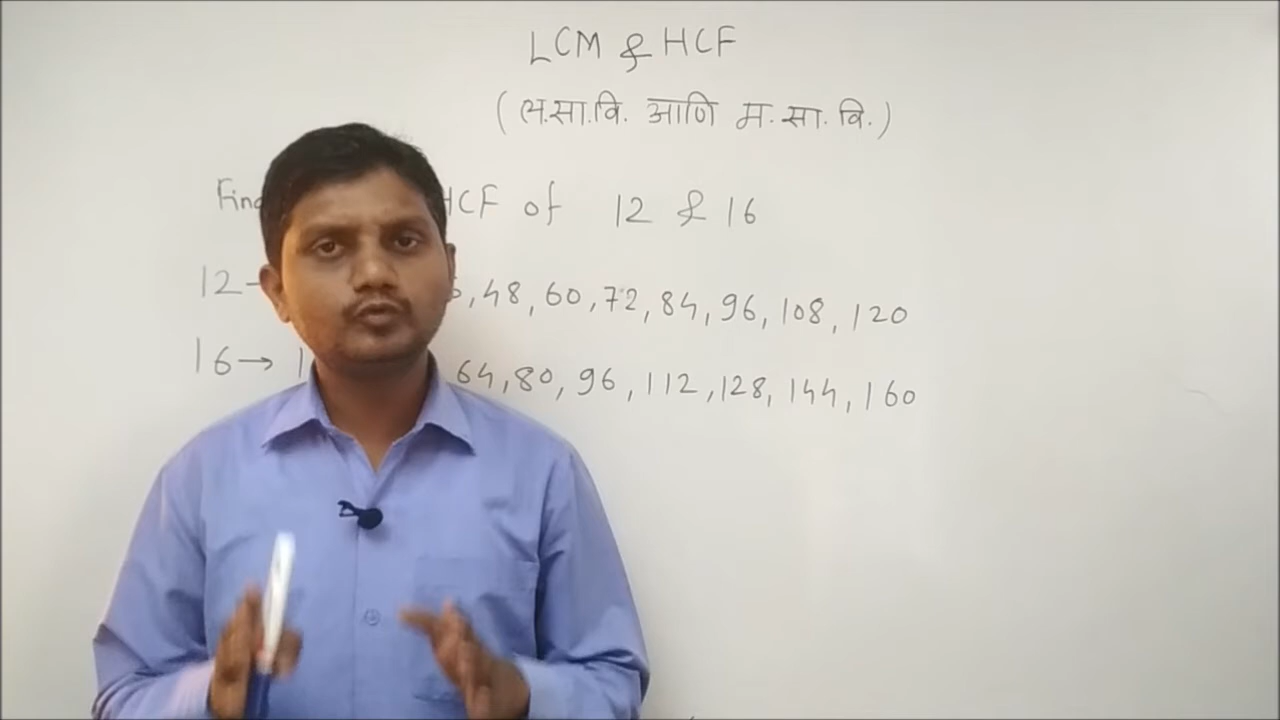 LCM & HCF
(ल.सा.वि. आणि म.सा.वि.)
HCF of 12 & 16
12 , 48, 60, 72, 84, 96, 108, 120
16→ 64, 80, 96, 112, 128, 144, 160